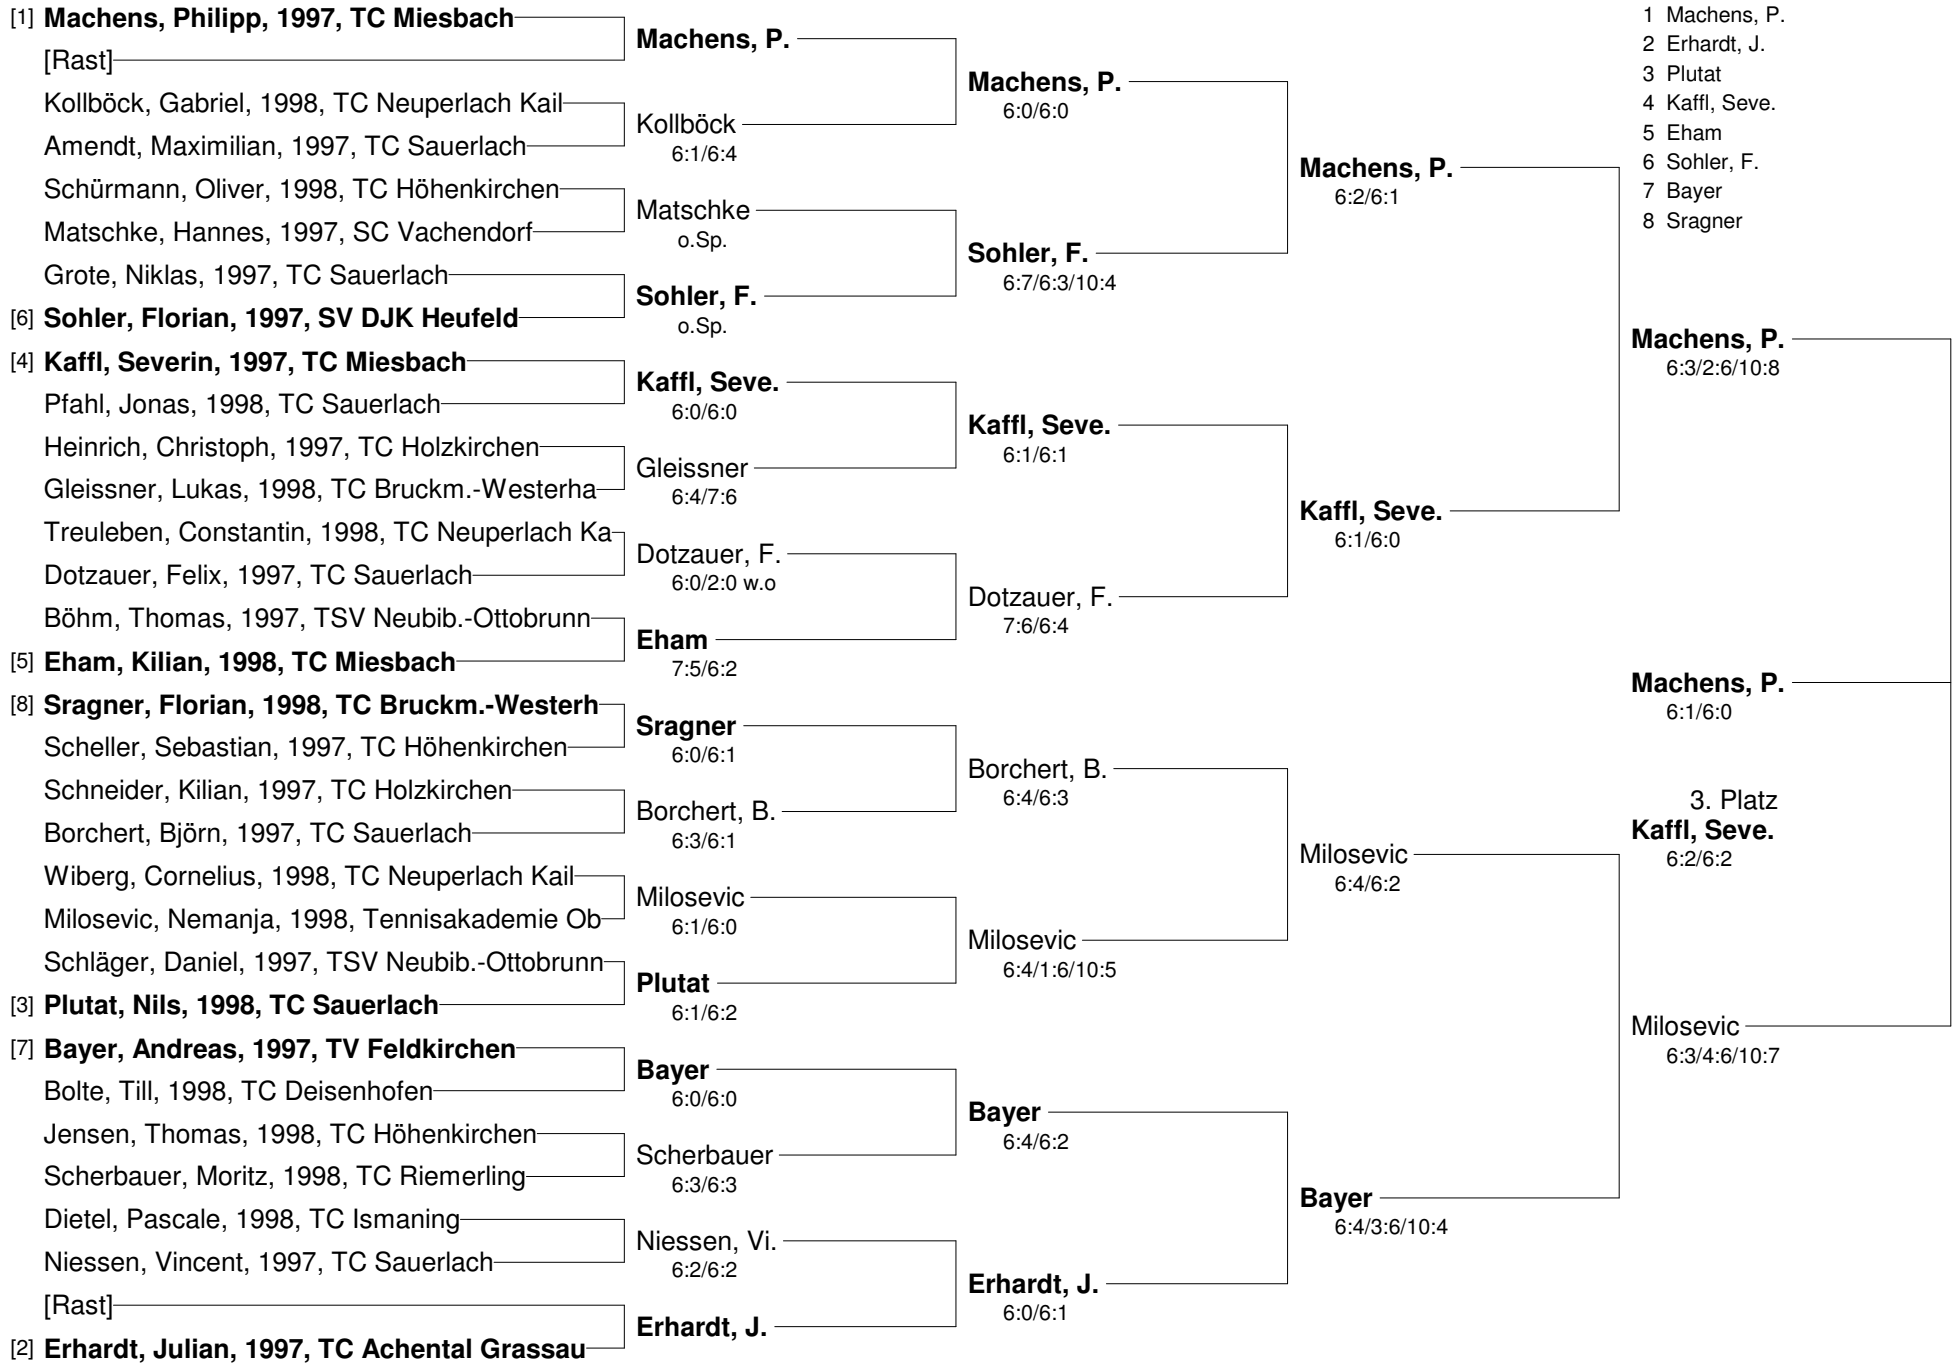 [1] Machens, Philipp, 1997, TC Miesbach
[Rast]
Kollböck, Gabriel, 1998, TC Neuperlach Kail
Amendt, Maximilian, 1997, TC Sauerlach
Schürmann, Oliver, 1998, TC Höhenkirchen
Matschke, Hannes, 1997, SC Vachendorf
Grote, Niklas, 1997, TC Sauerlach
[6] Sohler, Florian, 1997, SV DJK Heufeld
[4] Kaffl, Severin, 1997, TC Miesbach
Pfahl, Jonas, 1998, TC Sauerlach
Heinrich, Christoph, 1997, TC Holzkirchen
Gleissner, Lukas, 1998, TC Bruckm.-Westerha
Treuleben, Constantin, 1998, TC Neuperlach Ka
Dotzauer, Felix, 1997, TC Sauerlach
Böhm, Thomas, 1997, TSV Neubib.-Ottobrunn
[5] Eham, Kilian, 1998, TC Miesbach
[8] Sragner, Florian, 1998, TC Bruckm.-Westerh
Scheller, Sebastian, 1997, TC Höhenkirchen
Schneider, Kilian, 1997, TC Holzkirchen
Borchert, Björn, 1997, TC Sauerlach
Wiberg, Cornelius, 1998, TC Neuperlach Kail
Milosevic, Nemanja, 1998, Tennisakademie Ob
Schläger, Daniel, 1997, TSV Neubib.-Ottobrunn
[3] Plutat, Nils, 1998, TC Sauerlach
[7] Bayer, Andreas, 1997, TV Feldkirchen
Bolte, Till, 1998, TC Deisenhofen
Jensen, Thomas, 1998, TC Höhenkirchen
Scherbauer, Moritz, 1998, TC Riemerling
Dietel, Pascale, 1998, TC Ismaning
Niessen, Vincent, 1997, TC Sauerlach
[Rast]
[2] Erhardt, Julian, 1997, TC Achental Grassau
Machens, P.
Kollböck
6:1/6:4
Matschke
o.Sp.
Sohler, F.
o.Sp.
Kaffl, Seve.
6:0/6:0
Gleissner
6:4/7:6
Dotzauer, F.
6:0/2:0 w.o
Eham
7:5/6:2
Sragner
6:0/6:1
Borchert, B.
6:3/6:1
Milosevic
6:1/6:0
Plutat
6:1/6:2
Bayer
6:0/6:0
Scherbauer
6:3/6:3
Niessen, Vi.
6:2/6:2
Erhardt, J.
Machens, P.
6:0/6:0
Sohler, F.
6:7/6:3/10:4
Kaffl, Seve.
6:1/6:1
Dotzauer, F.
7:6/6:4
Borchert, B.
6:4/6:3
Milosevic
6:4/1:6/10:5
Bayer
6:4/6:2
Erhardt, J.
6:0/6:1
Machens, P.
6:2/6:1
Kaffl, Seve.
6:1/6:0
Milosevic
6:4/6:2
Bayer
6:4/3:6/10:4
1 Machens, P.
2 Erhardt, J.
3 Plutat
4 Kaffl, Seve.
5 Eham
6 Sohler, F.
7 Bayer
8 Sragner
Machens, P.
6:3/2:6/10:8
Machens, P.
6:1/6:0
3. Platz
Kaffl, Seve.
6:2/6:2
Milosevic
6:3/4:6/10:7